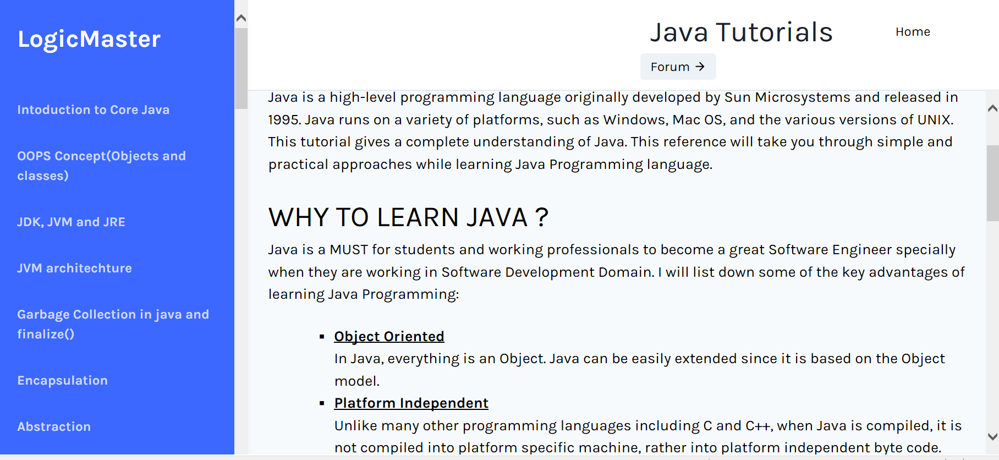 LogicMaster
Intoduction to Core Java
OOPS Concept(Objects and
classes)
JDK, JVM and JRE
JVM architechture
Garbage Collection in java and
finalize()
Encapsulation
Abstraction
Java Tutorials
Home
Forum →
Java is a high-level programming language originally developed by Sun Microsystems and released in
1995. Java runs on a variety of platforms, such as Windows, Mac OS, and the various versions of UNIX.
This tutorial gives a complete understanding of Java. This reference will take you through simple and
practical approaches while learning Java Programming language.
WHY TO LEARN JAVA ?
Java is a MUST for students and working professionals to become a great Software Engineer specially
when they are working in Software Development Domain. I will list down some of the key advantages of
learning Java Programming:
▪ Object Oriented
In Java, everything is an Object. Java can be easily extended since it is based on the Object
model.
▪ Platform Independent
Unlike many other programming languages including C and C++, when Java is compiled, it is
not compiled into platform specific machine, rather into platform independent byte code.